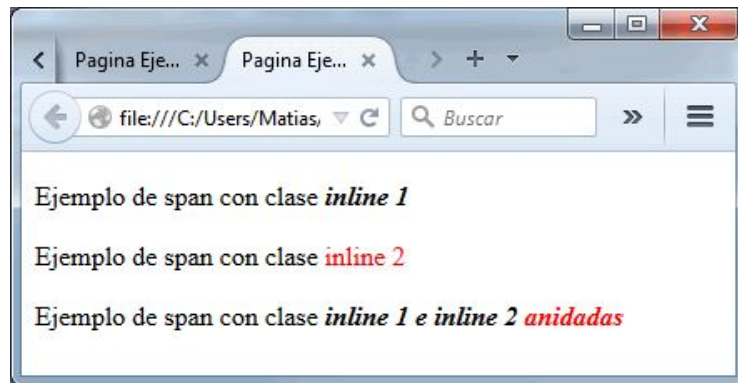 Pagina Eje...
Pagina Eje...
file:///C:/Users/Matias/
Buscar
Ejemplo de span con clase inline 1
Ejemplo de span con clase inline 2
Ejemplo de span con clase inline 1 e inline 2 anidadas